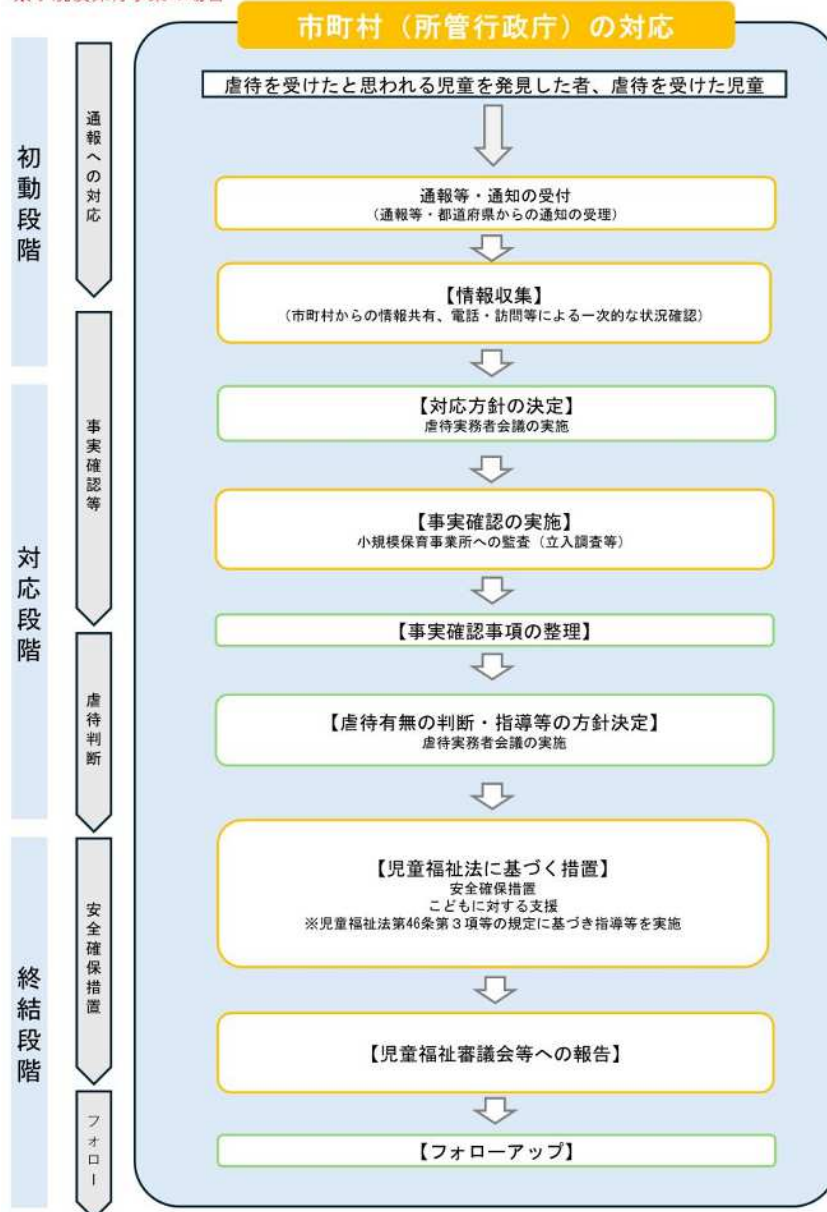 市町村（所管行政庁）の対応
虐待を受けたと思われる児童を発見した者、虐待を受けた児童
初動段階
通報への対応
通報等・通知の受付
（通報等・都道府県からの通知の受理）
【情報収集】
（市町村からの情報共有、電話・訪問等による一次的な状況確認）
対応段階
事実確認等
【対応方針の決定】
虐待実務者会議の実施
【事実確認の実施】
小規模保育事業所への監査（立入調査等）
【事実確認事項の整理】
虐待判断
【虐待有無の判断・指導等の方針決定】
虐待実務者会議の実施
終結段階
安全確保措置
【児童福祉法に基づく措置】
安全確保措置
こどもに対する支援
※児童福祉法第46条第３項等の規定に基づき指導等を実施
【児童福祉審議会等への報告】
フォロー
【フォローアップ】